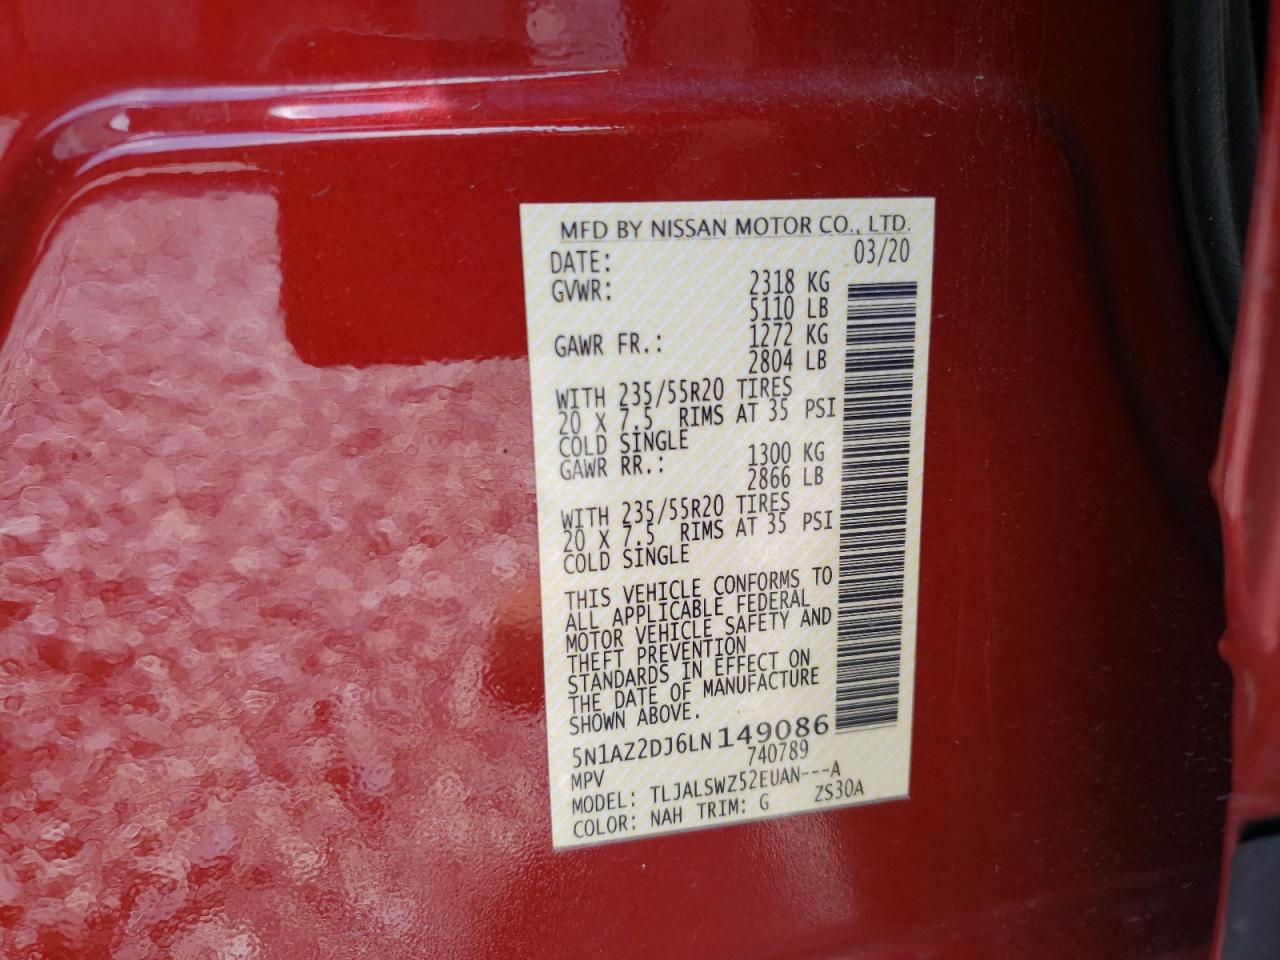 MFD BY NISSAN MOTOR CO., LTD.
DATE: 03/20
GVWR: 2318 KG
5110 LB
GAWR FR.: 1272 KG
2804 LB
WITH 235/55R20 TIRES
20 X 7.5 RIMS AT 35 PSI
COLD SINGLE
GAWR RR.: 1300 KG
2866 LB
WITH 235/55R20 TIRES
20 X 7.5 RIMS AT 35 PSI
COLD SINGLE
THIS VEHICLE CONFORMS TO
ALL APPLICABLE FEDERAL
MOTOR VEHICLE SAFETY AND
THEFT PREVENTION
STANDARDS IN EFFECT ON
THE DATE OF MANUFACTURE
SHOWN ABOVE.
5N1AZ2DJ6LN149086
MPV 740789
MODEL: TLJALSWZ52EUAN---A
COLOR: NAH TRIM: G ZS30A